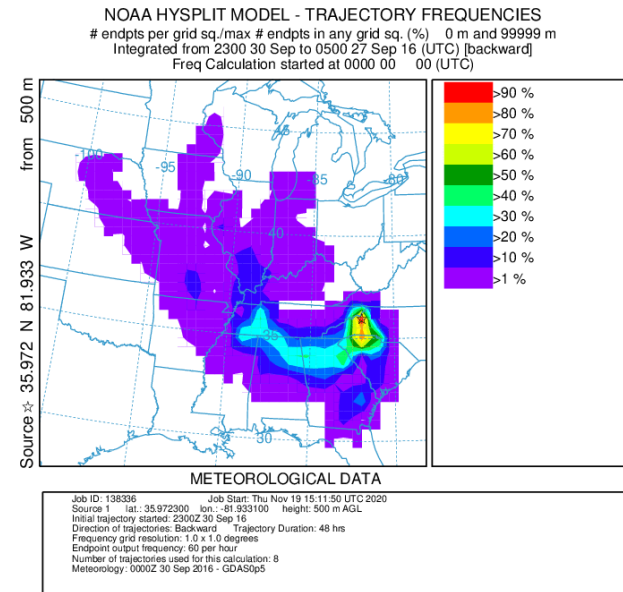 NOAA HYSPLIT MODEL - TRAJECTORY FREQUENCIES
# endpts per grid sq./max # endpts in any grid sq. (%) 0 m and 99999 m
Integrated from 2300 30 Sep to 0500 27 Sep 16 (UTC) [backward]
Freq Calculation started at 0000 00 00 (UTC)
Source ☆ 35.972 N 81.933 W from 500 m
-100
-95
-90
-85
-80
45
40
35
30
>90 %
>80 %
>70 %
>60 %
>50 %
>40 %
>30 %
>20 %
>10 %
>1 %
METEOROLOGICAL DATA
Job ID: 138336 Job Start: Thu Nov 19 15:11:50 UTC 2020
Source 1 lat.: 35.972300 lon.: -81.933100 height: 500 m AGL
Initial trajectory started: 2300Z 30 Sep 16
Direction of trajectories: Backward Trajectory Duration: 48 hrs
Frequency grid resolution: 1.0 x 1.0 degrees
Endpoint output frequency: 60 per hour
Number of trajectories used for this calculation: 8
Meteorology: 0000Z 30 Sep 2016 - GDAS0p5